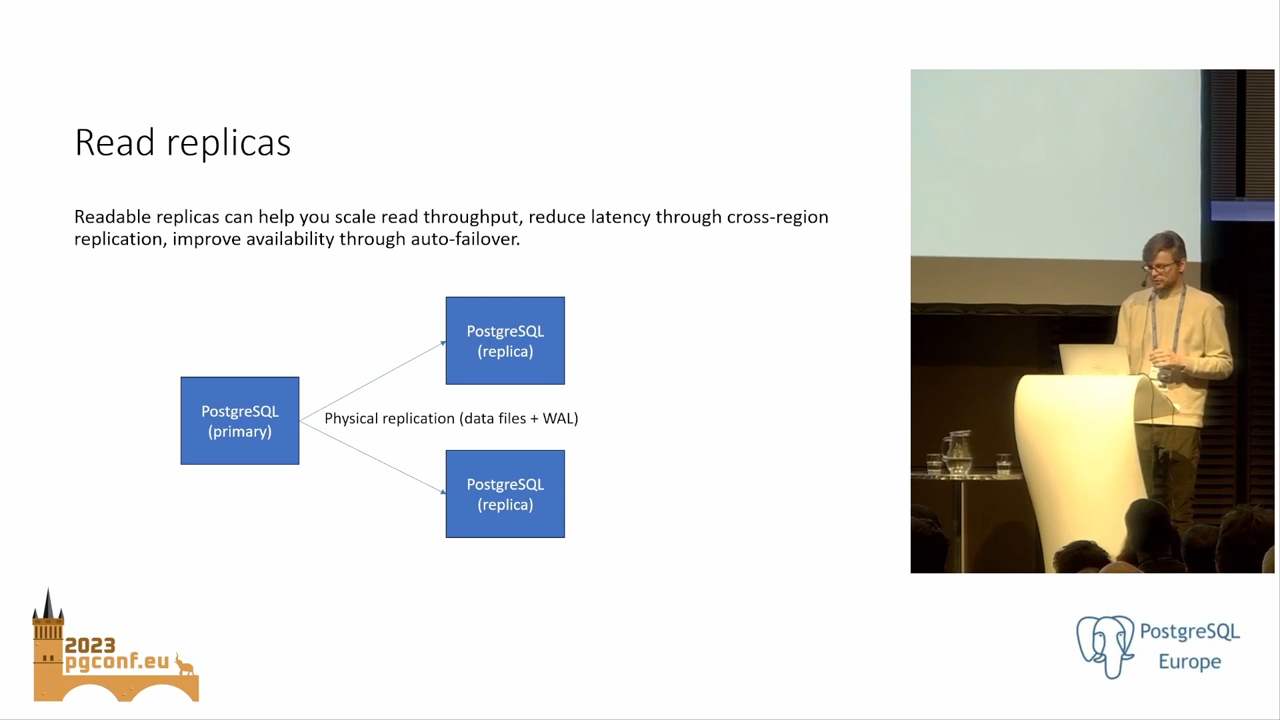 Read replicas
Readable replicas can help you scale read throughput, reduce latency through cross-region
replication, improve availability through auto-failover.
PostgreSQL
(replica)
PostgreSQL
(primary)
Physical replication (data files + WAL)
PostgreSQL
(replica)
2023
pgconf.eu
PostgreSQL
Europe